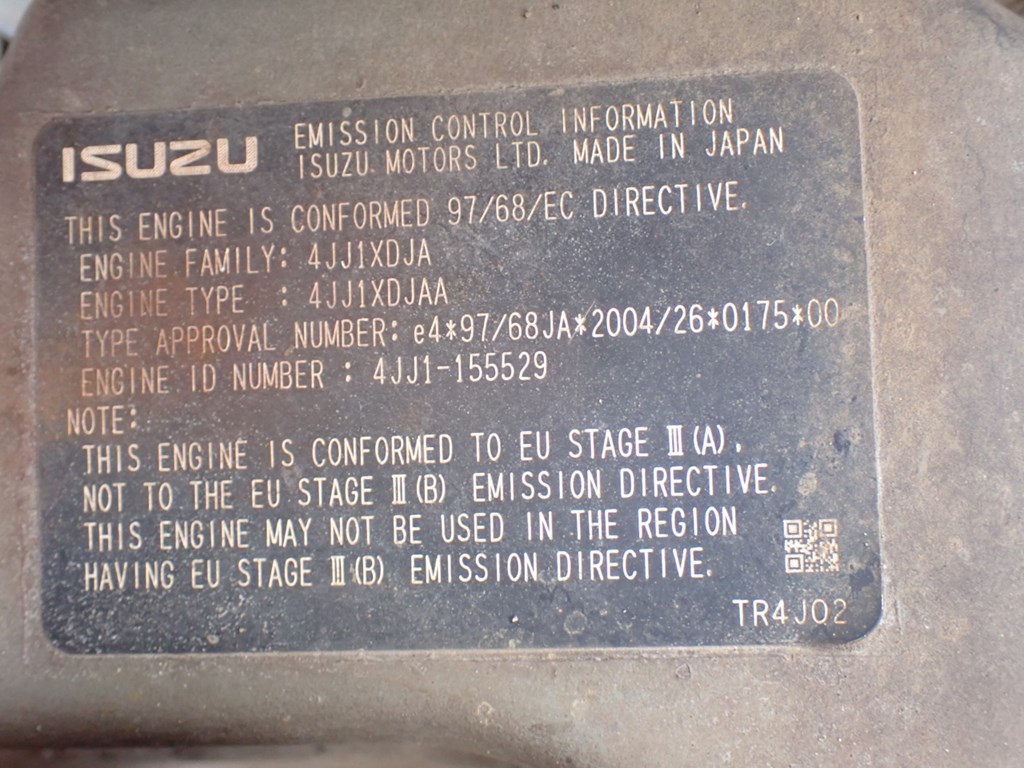 ISUZU EMISSION CONTROL INFORMATION
ISUZU MOTORS LTD. MADE IN JAPAN
THIS ENGINE IS CONFORMED 97/68/EC DIRECTIVE.
ENGINE FAMILY: 4JJ1XDJA
ENGINE TYPE : 4JJ1XDJAA
TYPE APPROVAL NUMBER: e4*97/68JA*2004/26*0175*00
ENGINE ID NUMBER : 4JJ1-155529
NOTE:
THIS ENGINE IS CONFORMED TO EU STAGE Ⅲ(A),
NOT TO THE EU STAGE Ⅲ(B) EMISSION DIRECTIVE.
THIS ENGINE MAY NOT BE USED IN THE REGION
HAVING EU STAGE Ⅲ(B) EMISSION DIRECTIVE.
TR4J02